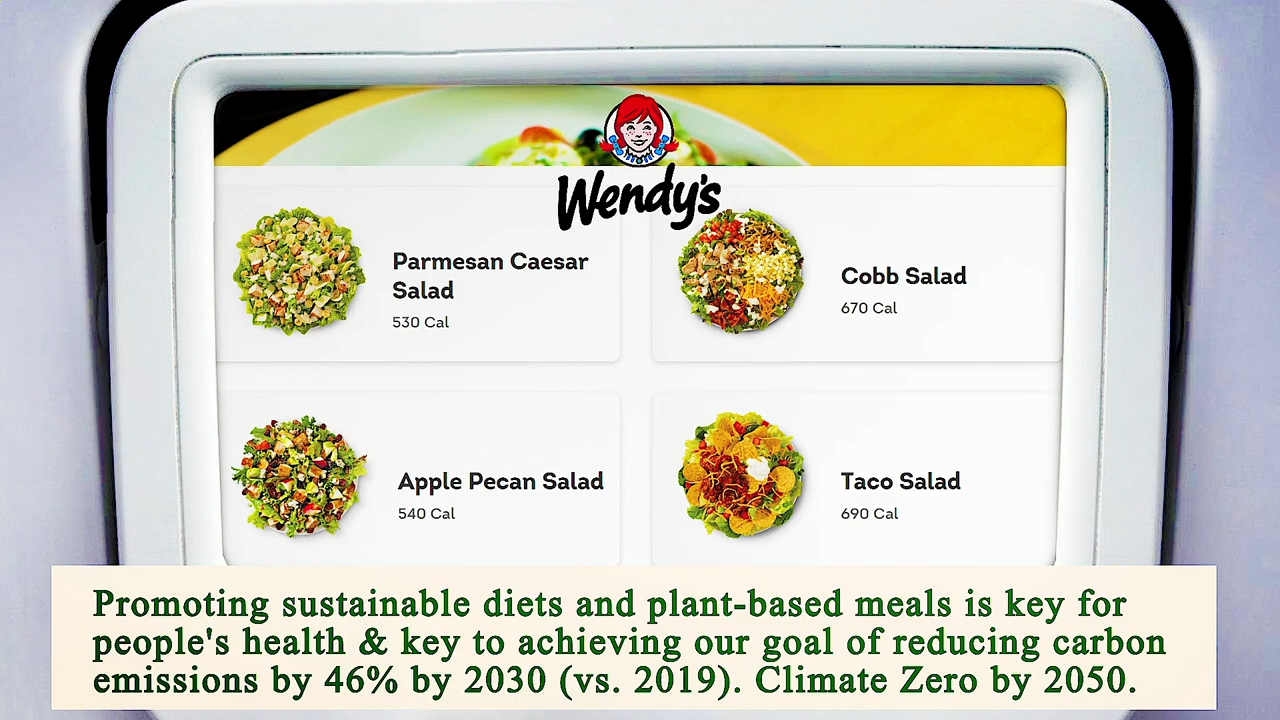 Wendy's
Parmesan Caesar
Salad
530 Cal
Cobb Salad
670 Cal
Apple Pecan Salad
540 Cal
Taco Salad
690 Cal
Promoting sustainable diets and plant-based meals is key for
people's health & key to achieving our goal of reducing carbon
emissions by 46% by 2030 (vs. 2019). Climate Zero by 2050.